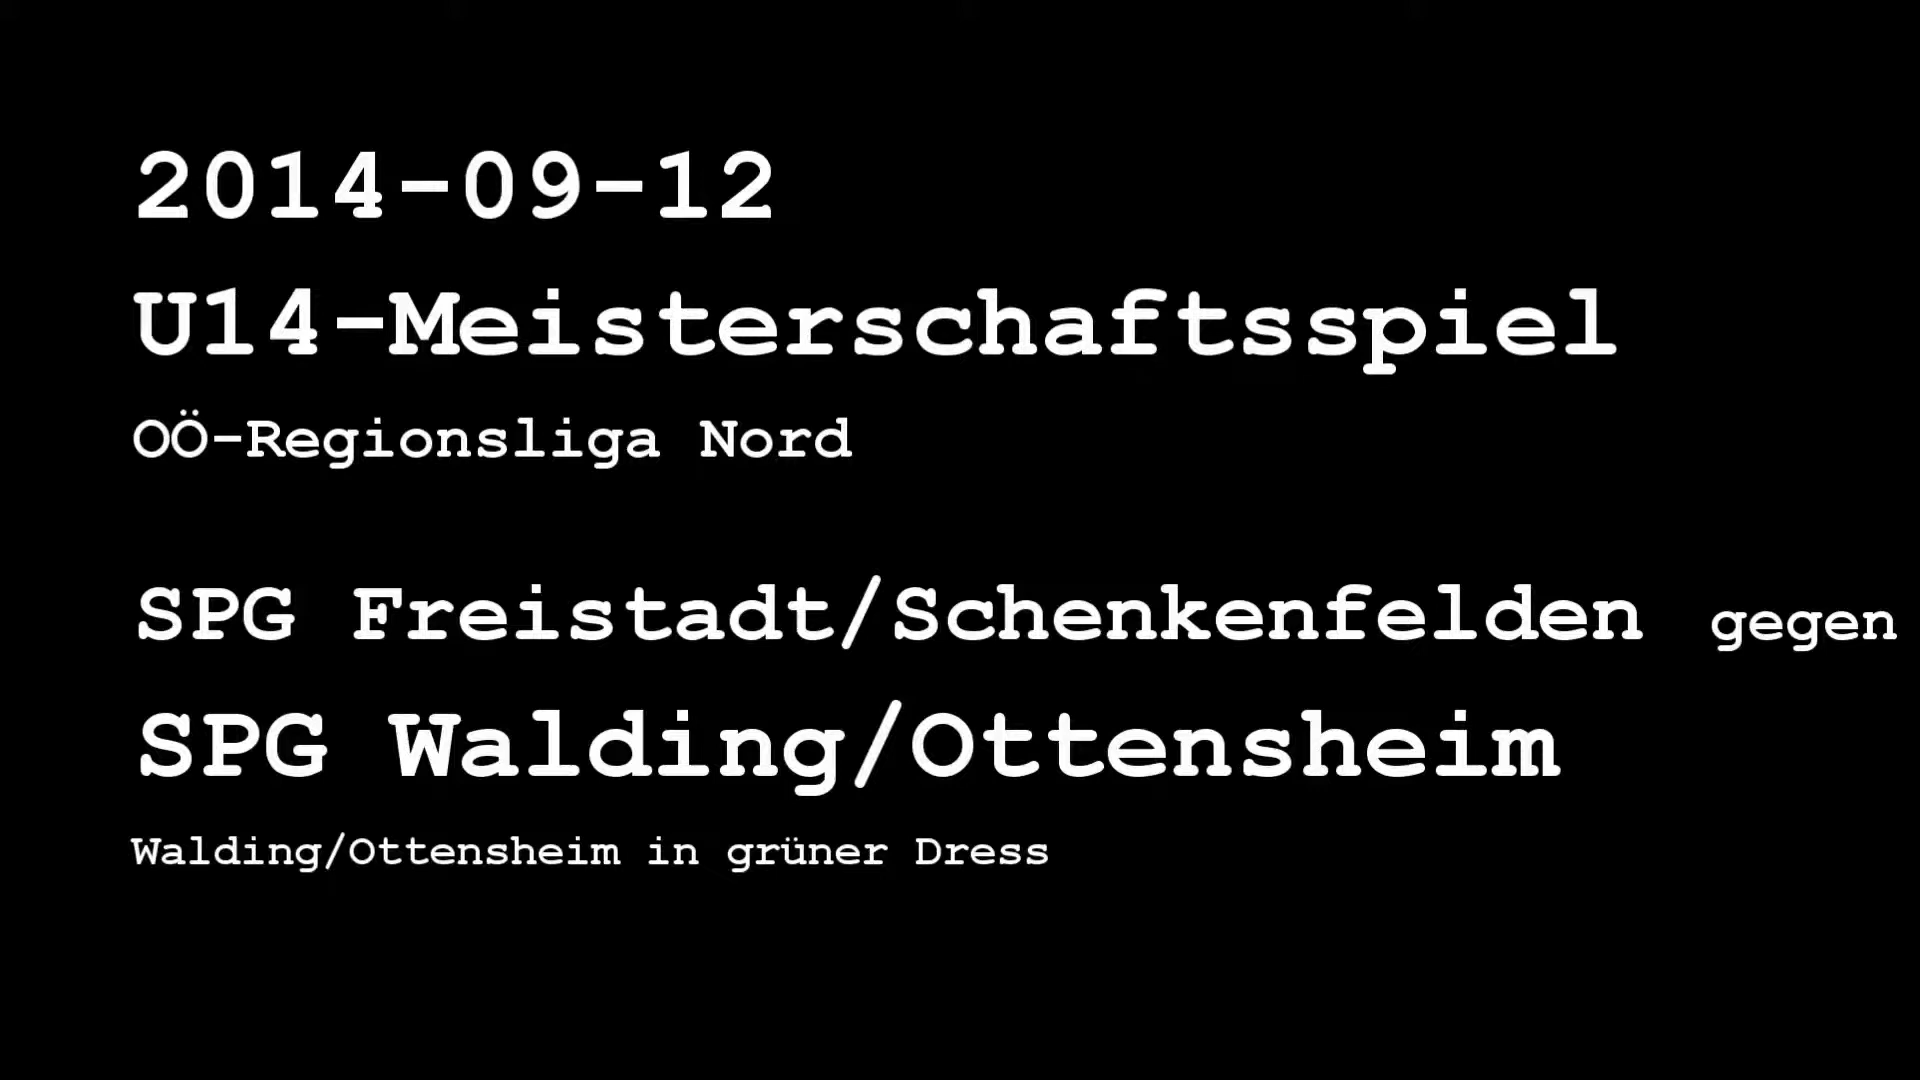 2014-09-12
U14-Meisterschaftsspiel
OÖ-Regionsliga Nord
SPG Freistadt/Schenkenfelden gegen
SPG Walding/Ottensheim
Walding/Ottensheim in grüner Dress